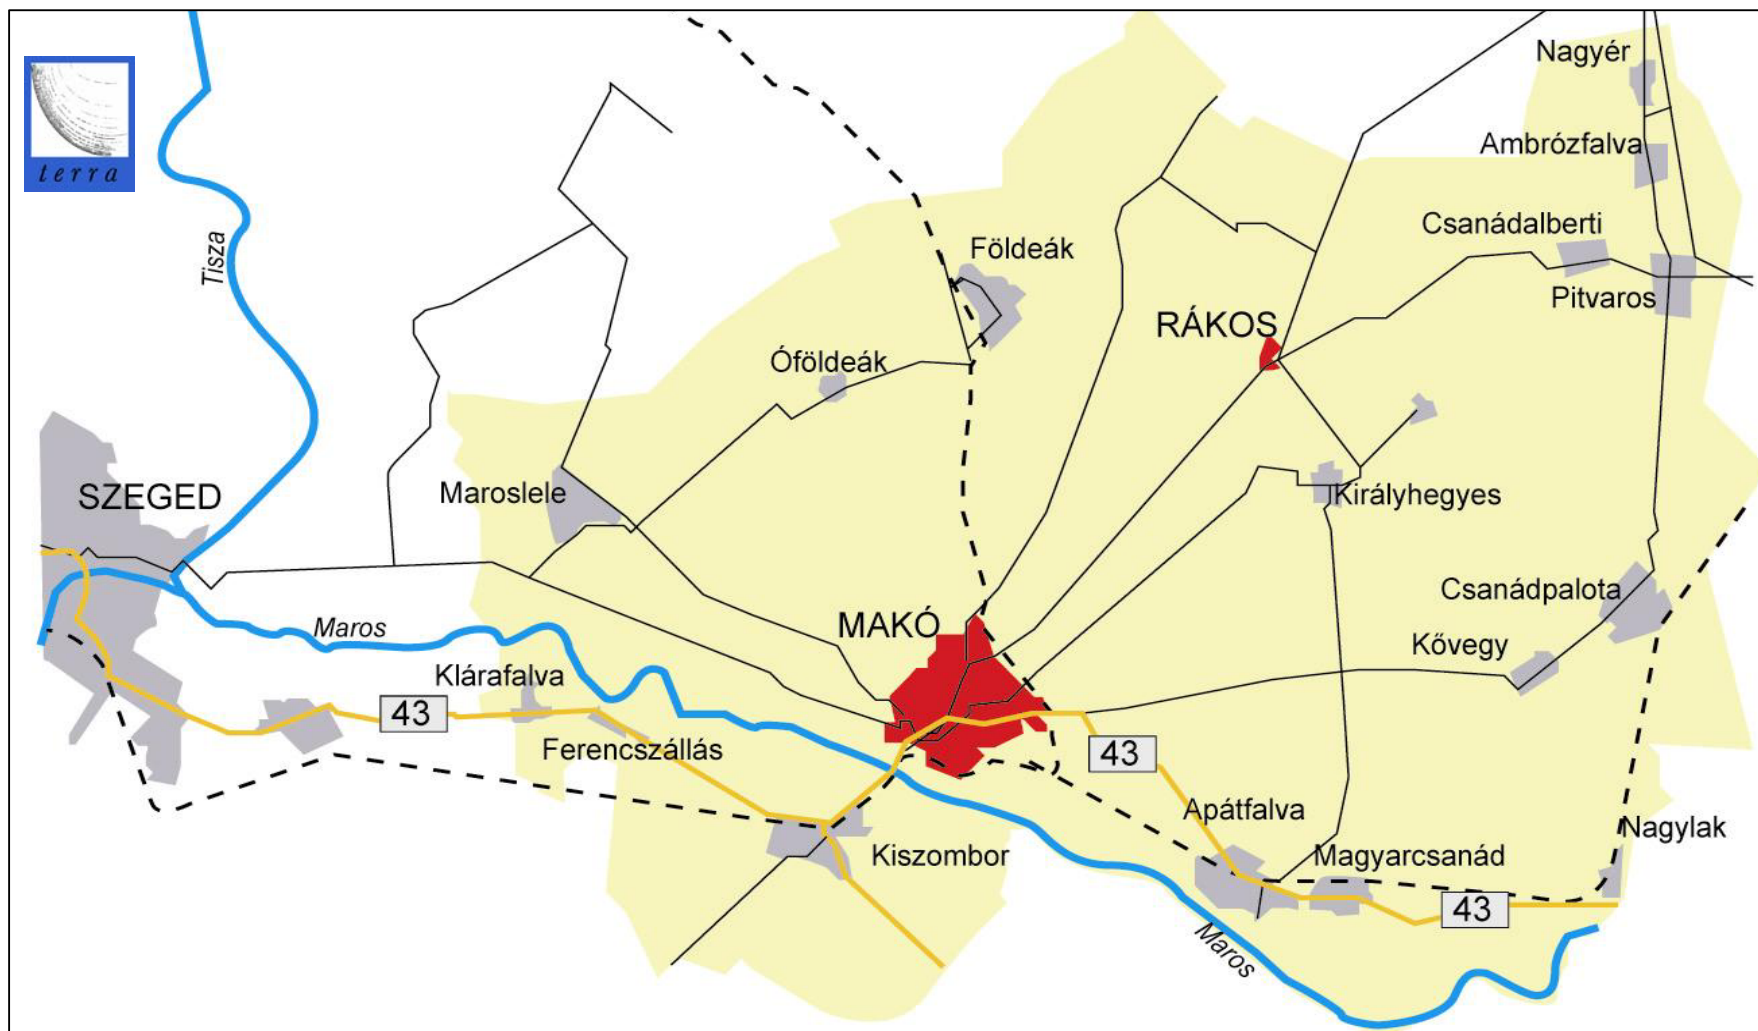 Nagyér
terra
Ambrózfalva
Csanádalberti
Tisza
Földeák
Pitvaros
RÁKOS
Óföldeák
SZEGED
Maroslele
Királyhegyes
Csanádpalota
Maros
MAKÓ
Kővegy
Klárafalva
43
Ferencszállás
43
Apátfalva
Nagylak
Kiszombor
Magyarcsanád
43
Maros